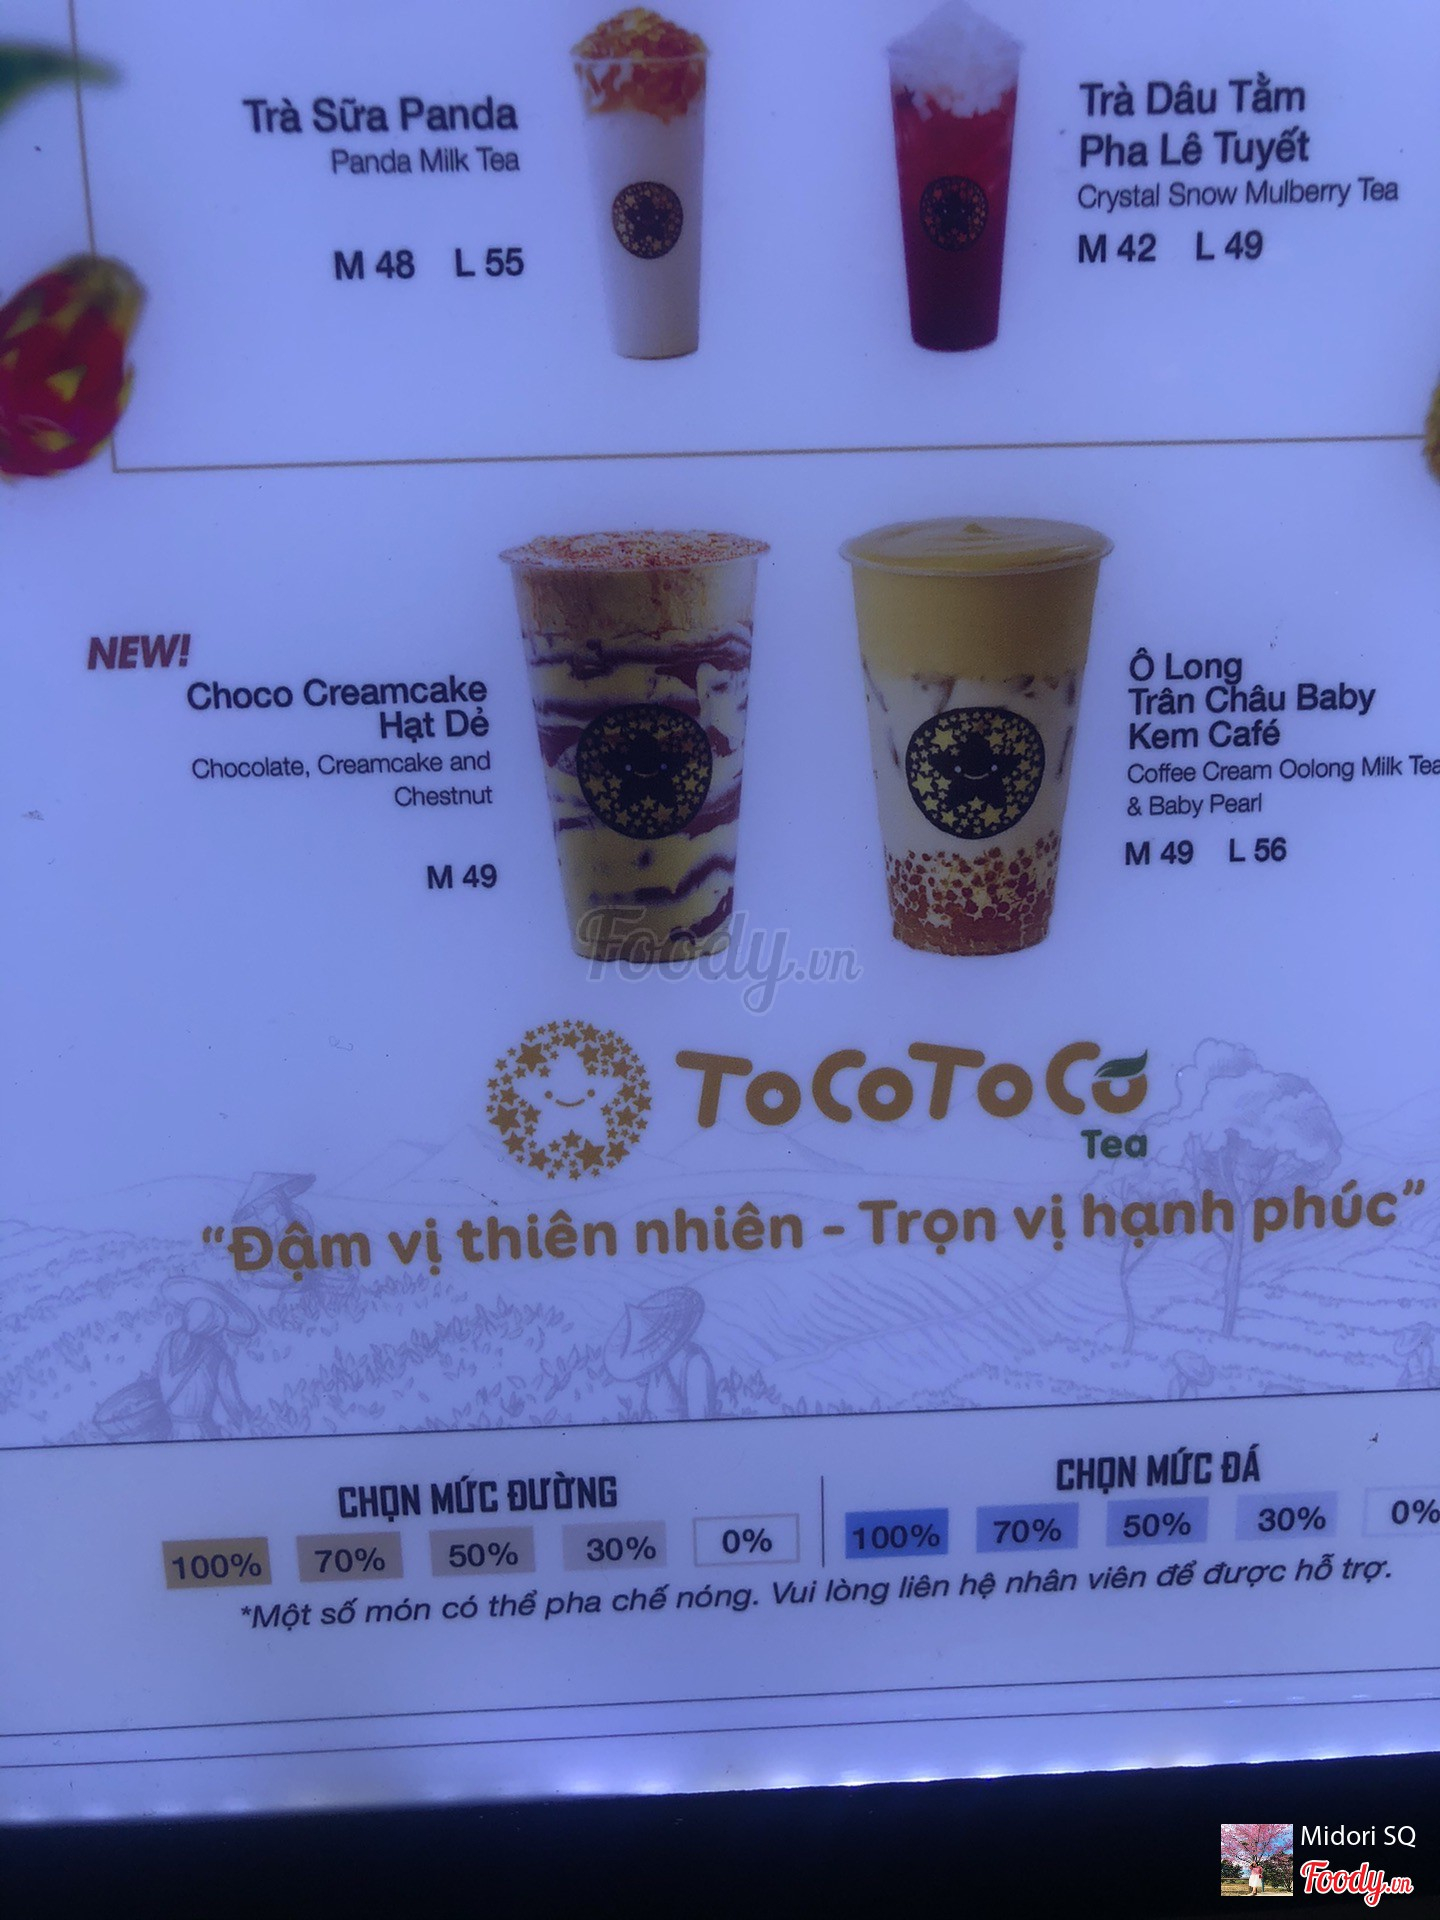 Trà Sữa Panda
Panda Milk Tea
M 48 L 55
Trà Dâu Tằm
Pha Lê Tuyết
Crystal Snow Mulberry Tea
M 42 L 49
NEW!
Choco Creamcake
Hạt Dẻ
Chocolate, Creamcake and
Chestnut
M 49
Ô Long
Trân Châu Baby
Kem Café
Coffee Cream Oolong Milk Tea
& Baby Pearl
M 49 L 56
Foody.vn
ToCoToCo
Tea
“Đậm vị thiên nhiên - Trọn vị hạnh phúc”
CHỌN MỨC ĐƯỜNG
100% 70% 50% 30% 0%
CHỌN MỨC ĐÁ
100% 70% 50% 30% 0%
*Một số món có thể pha chế nóng. Vui lòng liên hệ nhân viên để được hỗ trợ.
Midori SQ
Foody.vn